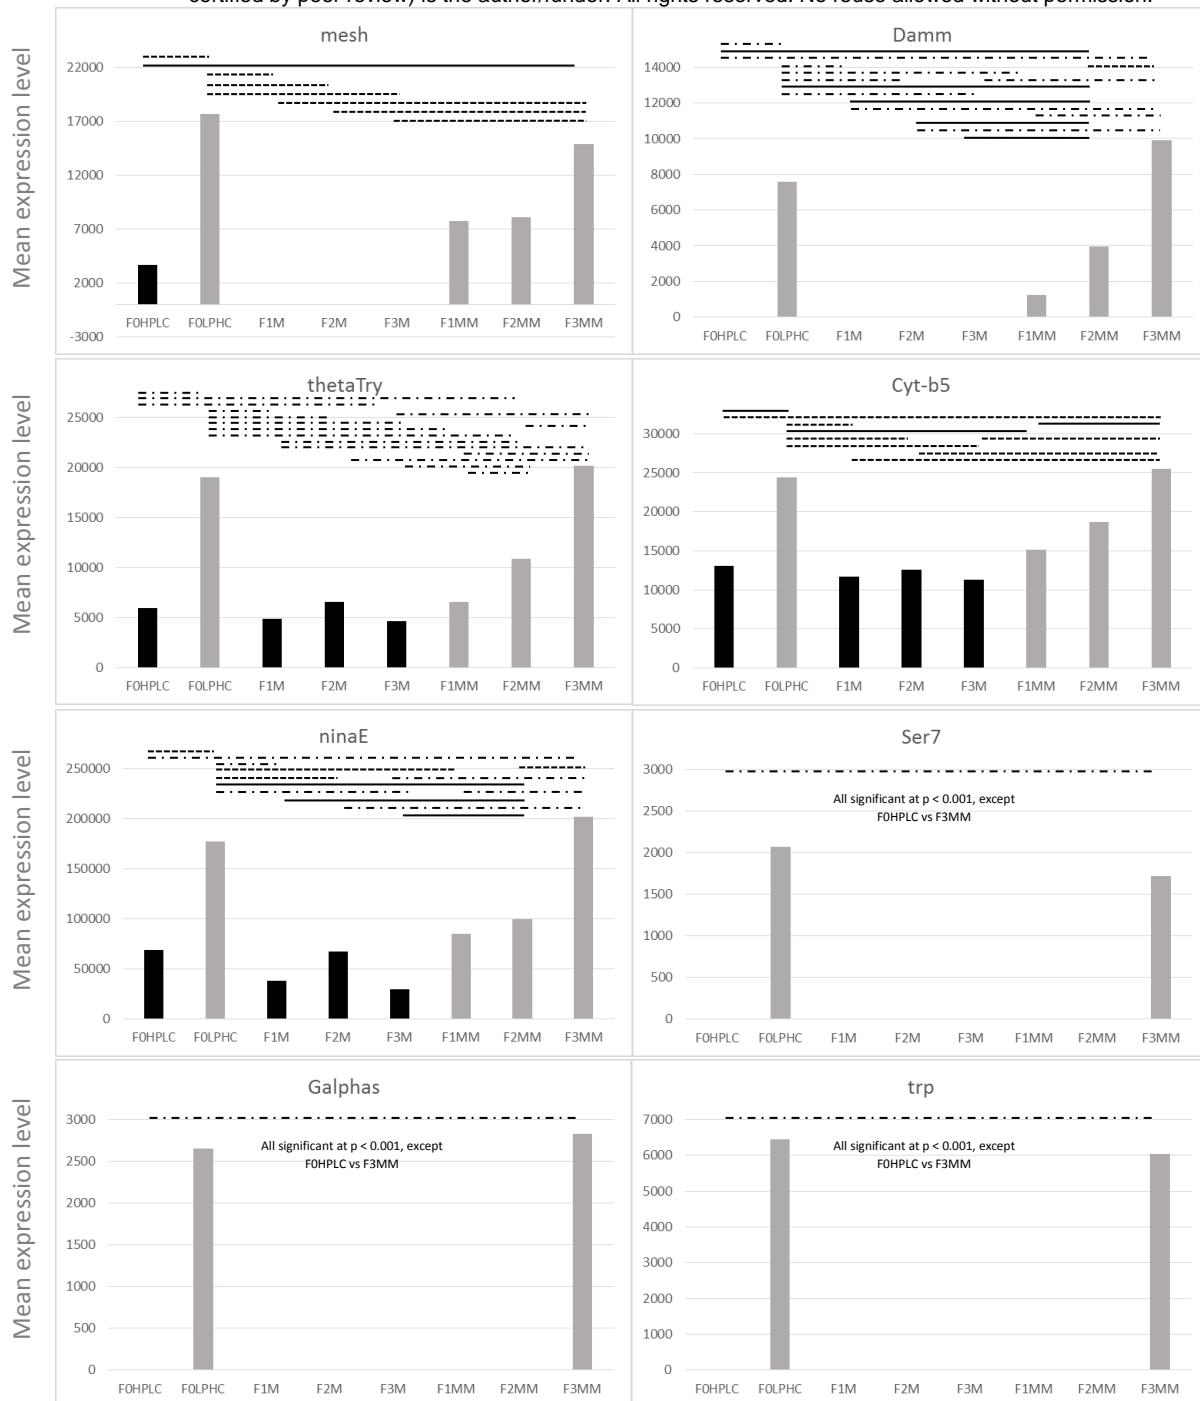 certified by peer review) is the author/funder. All rights reserved. No reuse allowed without permission.
mesh
Mean expression level
22000
17000
12000
7000
2000
-3000
F0HPLC F0LPHC F1M F2M F3M F1MM F2MM F3MM
Damm
14000
12000
10000
8000
6000
4000
2000
0
F0HPLC F0LPHC F1M F2M F3M F1MM F2MM F3MM
thetaTry
Mean expression level
25000
20000
15000
10000
5000
0
F0HPLC F0LPHC F1M F2M F3M F1MM F2MM F3MM
Cyt-b5
30000
25000
20000
15000
10000
5000
0
F0HPLC F0LPHC F1M F2M F3M F1MM F2MM F3MM
ninaE
Mean expression level
250000
200000
150000
100000
50000
0
F0HPLC F0LPHC F1M F2M F3M F1MM F2MM F3MM
Ser7
3000
2500
2000
1500
1000
500
0
All significant at p < 0.001, except
F0HPLC vs F3MM
F0HPLC F0LPHC F1M F2M F3M F1MM F2MM F3MM
Galphas
Mean expression level
3000
2500
2000
1500
1000
500
0
All significant at p < 0.001, except
F0HPLC vs F3MM
F0HPLC F0LPHC F1M F2M F3M F1MM F2MM F3MM
trp
7000
6000
5000
4000
3000
2000
1000
0
All significant at p < 0.001, except
F0HPLC vs F3MM
F0HPLC F0LPHC F1M F2M F3M F1MM F2MM F3MM